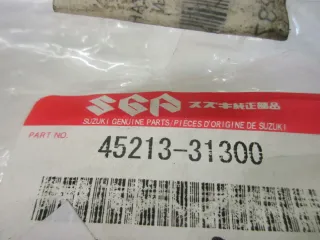 SGP スズキ純正部品
SUZUKI GENUINE PARTS/PIÈCES D'ORIGINE DE SUZUKI
PART NO.
45213-31300